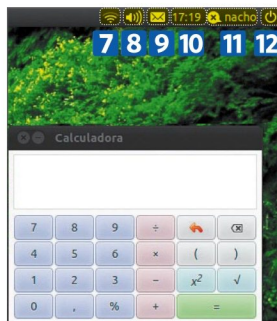 17:19 nacho
7 8 9 10 11 12
Calculadora
7 8 9 ÷
4 5 6 × ( )
1 2 3 − x² √
0 , % + =